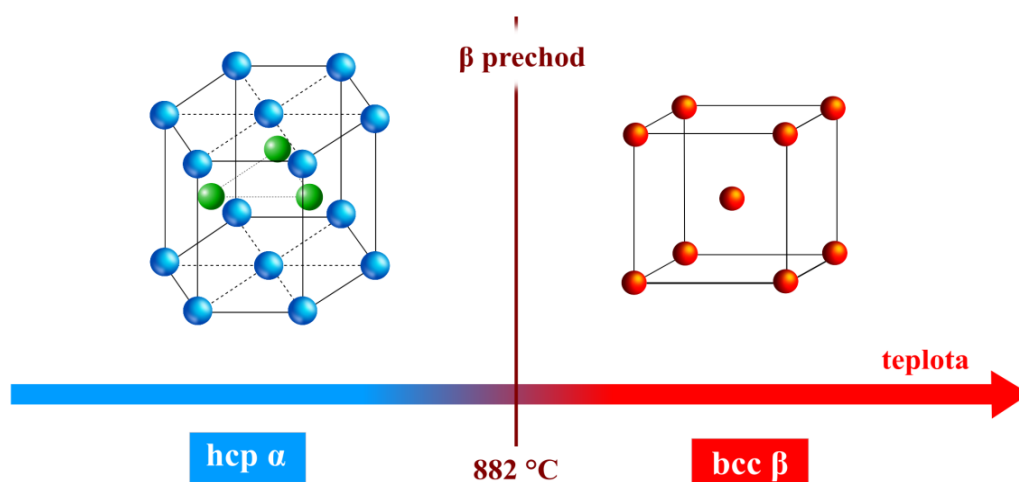 β prechod
teplota
hcp α
882 °C
bcc β